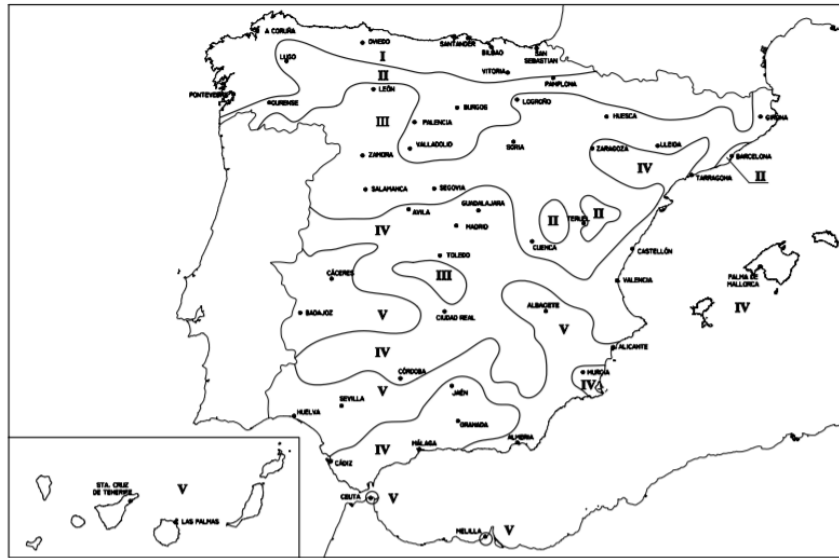 A CORUÑA
OVIEDO
SANTANDER
BILBAO
SAN
SEBASTIAN
LUGO
I
VITORIA
PAMPLONA
II
LEÓN
PONTEVEDRA
OURENSE
BURGOS
LOGROÑO
HUESCA
GIRONA
III
PALENCIA
VALLADOLID
SORIA
ZARAGOZA
LLEIDA
BARCELONA
ZAMORA
IV
TARRAGONA
II
SALAMANCA
SEGOVIA
AVILA
GUADALAJARA
II
II
TERUEL
IV
MADRID
CUENCA
CASTELLÓN
TOLEDO
CÁCERES
III
VALENCIA
PALMA DE
MALLORCA
IV
BADAJOZ
V
CIUDAD REAL
ALBACETE
V
IV
ALICANTE
CÓRDOBA
MURCIA
IV
V
JAÉN
SEVILLA
HUELVA
GRANADA
IV
MÁLAGA
ALMERIA
CÁDIZ
STA. CRUZ
DE TENERIFE
V
CEUTA
V
LAS PALMAS
MELILLA
V